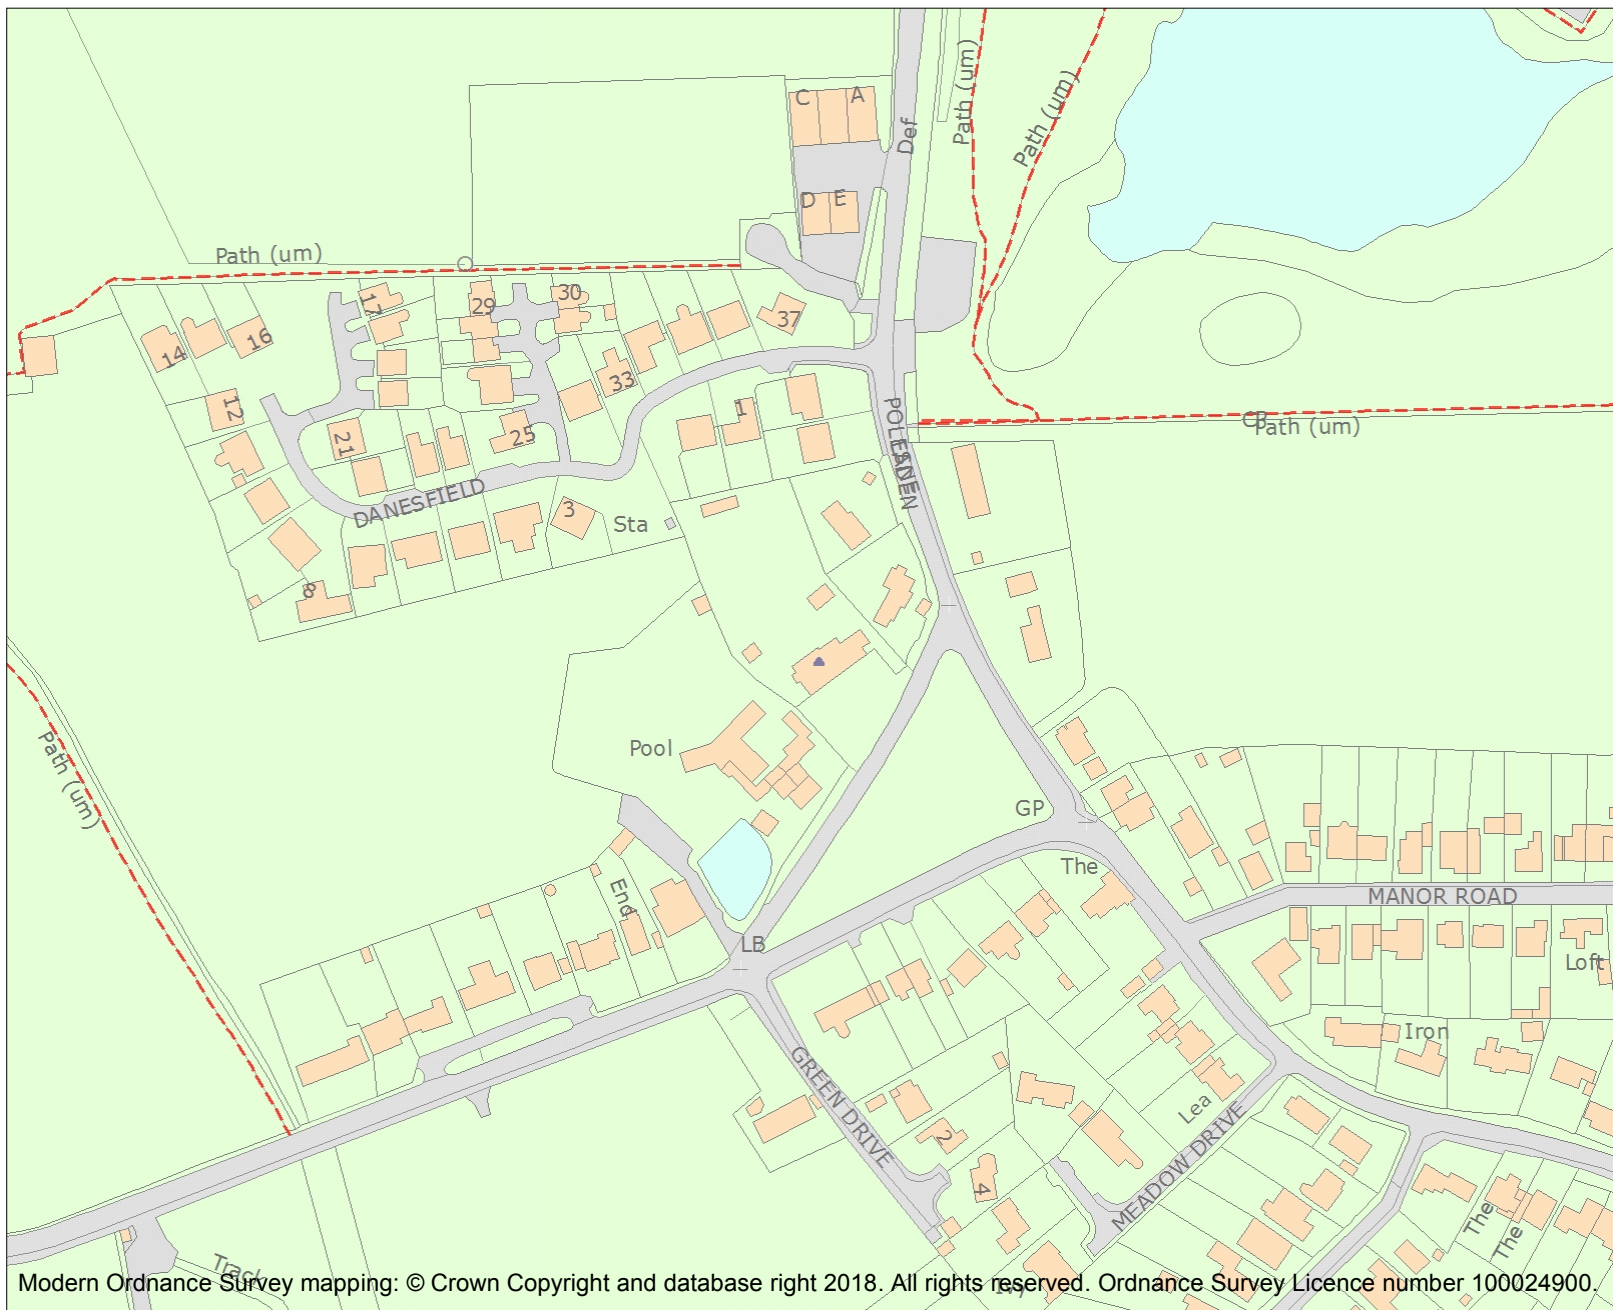 C
A
Def
Path (um)
Path (um)
D
E
Path (um)
17
29
30
37
14
16
33
12
1
CB
Path (um)
21
25
POLESDEN
LANE
DANESFIELD
3
Sta
8
Pool
Path (um)
GP
The
End
MANOR ROAD
LB
Loft
Iron
GREEN DRIVE
Lea
2
MEADOW DRIVE
4
The
The
Track
Ivy
Modern Ordnance Survey mapping: © Crown Copyright and database right 2018. All rights reserved. Ordnance Survey Licence number 100024900.